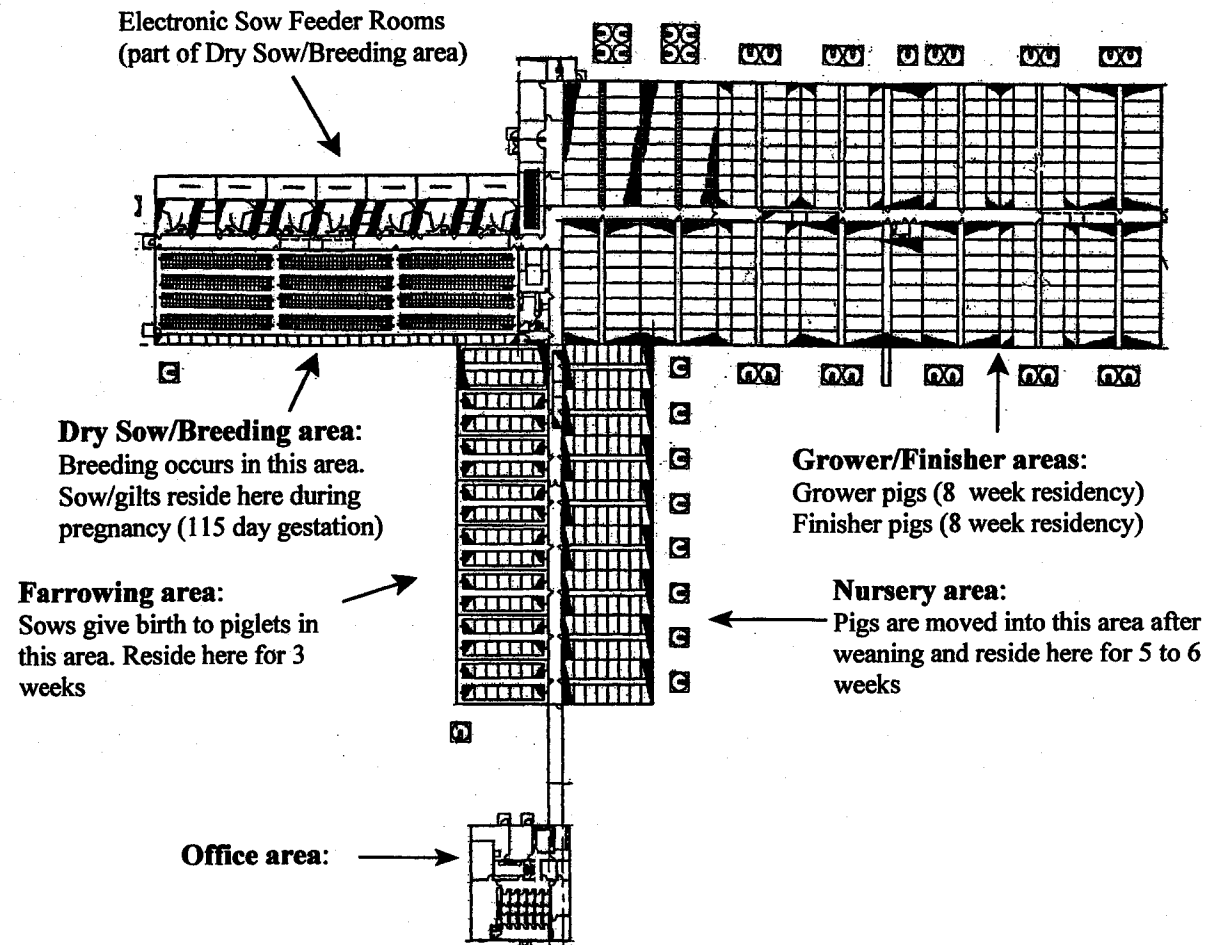 Electronic Sow Feeder Rooms
(part of Dry Sow/Breeding area)
Dry Sow/Breeding area:
Breeding occurs in this area.
Sow/gilts reside here during
pregnancy (115 day gestation)
Grower/Finisher areas:
Grower pigs (8 week residency)
Finisher pigs (8 week residency)
Farrowing area:
Sows give birth to piglets in
this area. Reside here for 3
weeks
Nursery area:
Pigs are moved into this area after
weaning and reside here for 5 to 6
weeks
Office area: